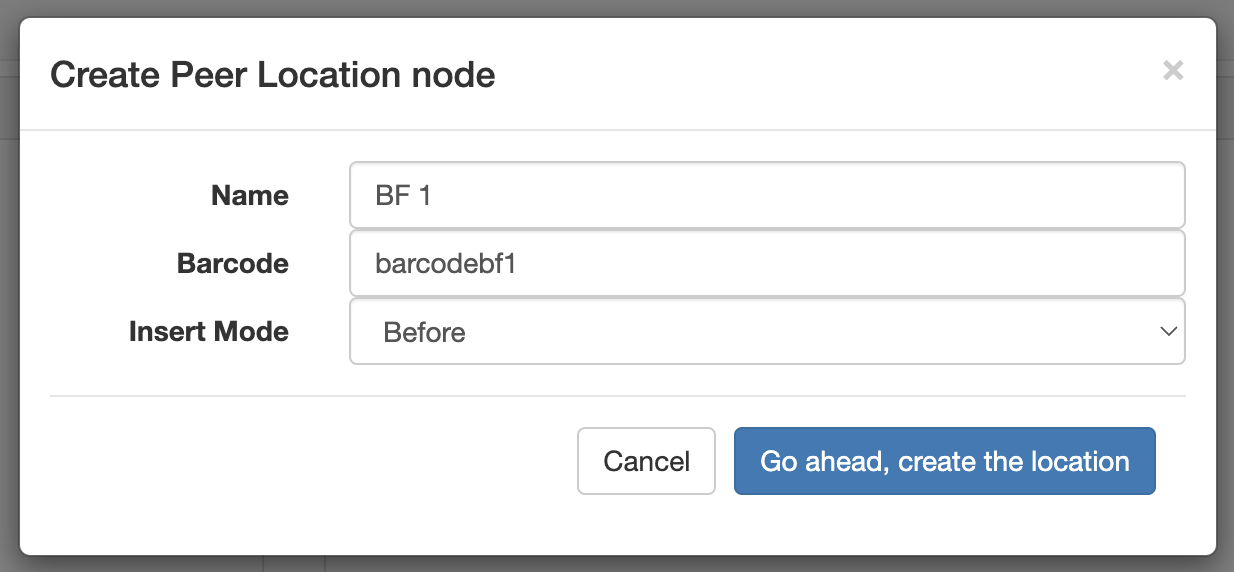 Create Peer Location node
×
Name BF 1
Barcode barcodebf1
Insert Mode Before
Cancel Go ahead, create the location